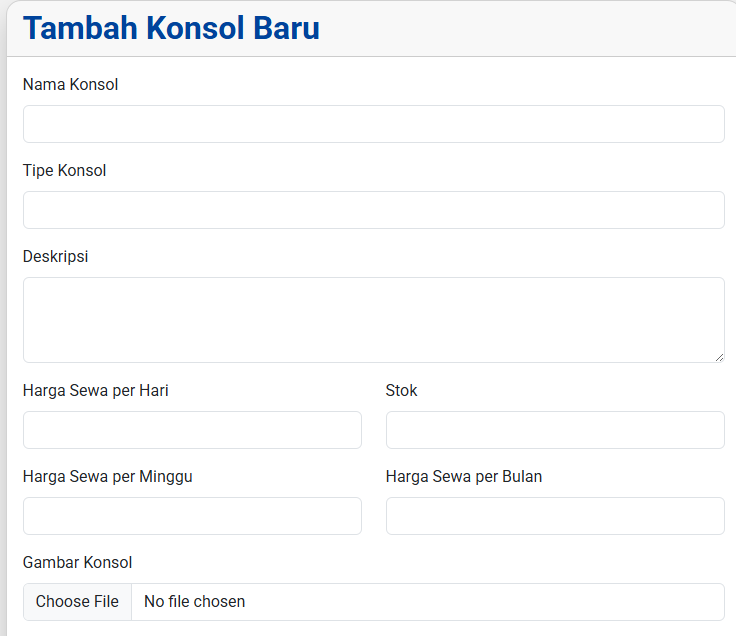 Tambah Konsol Baru
Nama Konsol
Tipe Konsol
Deskripsi
Harga Sewa per Hari
Stok
Harga Sewa per Minggu
Harga Sewa per Bulan
Gambar Konsol
Choose File No file chosen